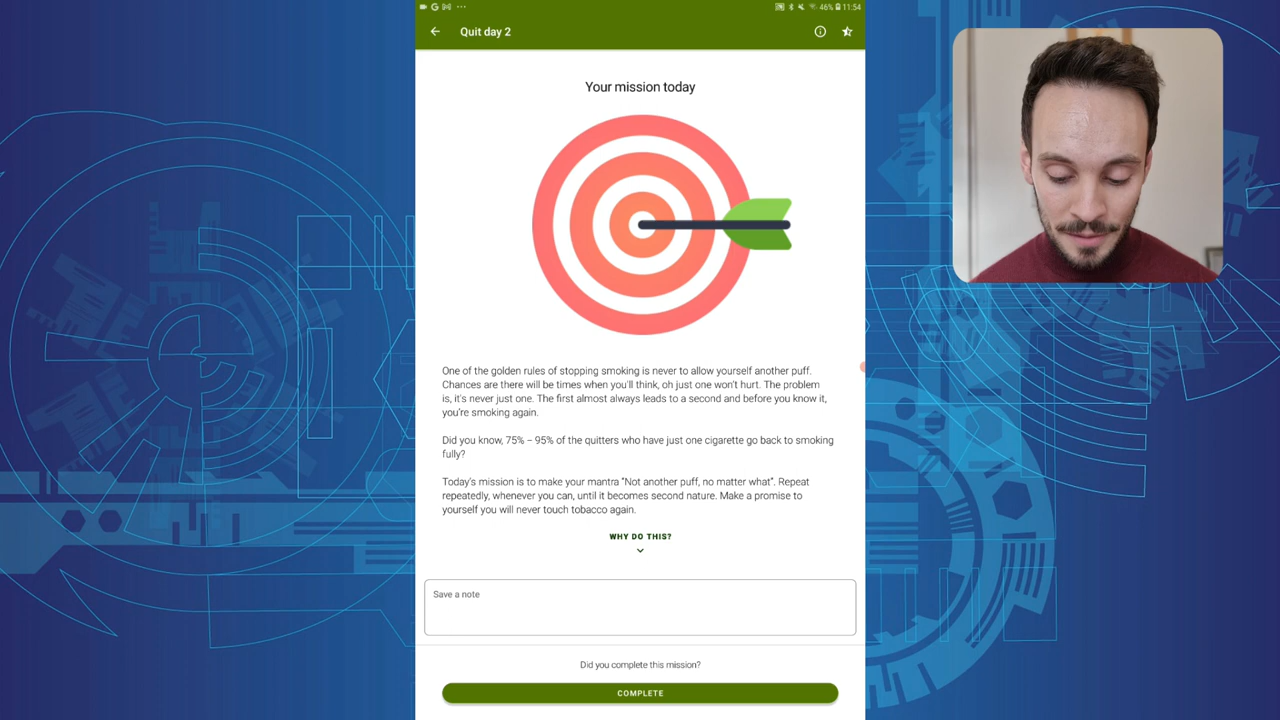 46% 11:54
Quit day 2
Your mission today
One of the golden rules of stopping smoking is never to allow yourself another puff.
Chances are there will be times when you'll think, oh just one won't hurt. The problem
is, it's never just one. The first almost always leads to a second and before you know it,
you're smoking again.
Did you know, 75% – 95% of the quitters who have just one cigarette go back to smoking
fully?
Today's mission is to make your mantra "Not another puff, no matter what". Repeat
repeatedly, whenever you can, until it becomes second nature. Make a promise to
yourself you will never touch tobacco again.
WHY DO THIS?
Save a note
Did you complete this mission?
COMPLETE